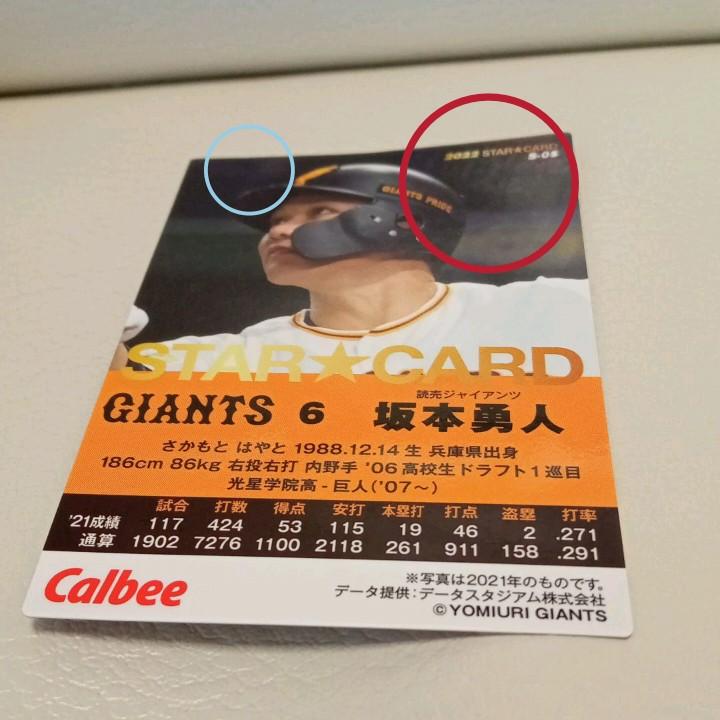 2022 STAR★CARD
S-05
GIANTS PRIDE
STAR★CARD
読売ジャイアンツ
GIANTS 6 坂本勇人
さかもと はやと 1988.12.14生 兵庫県出身
186cm 86kg 右投右打 内野手 '06高校生ドラフト1巡目
光星学院高-巨人('07～)
試合 打数 得点 安打 本塁打 打点 盗塁 打率
'21成績 117 424 53 115 19 46 2 .271
通算 1902 7276 1100 2118 261 911 158 .291
Calbee
※写真は2021年のものです。
データ提供:データスタジアム株式会社
©YOMIURI GIANTS